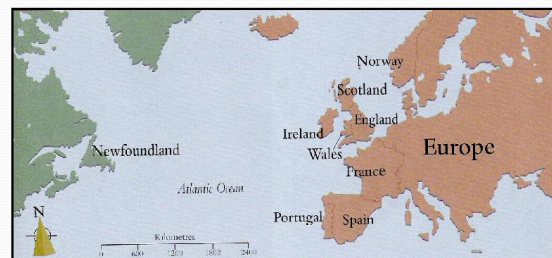 Norway
Scotland
England
Ireland
Newfoundland
Wales
Europe
France
Atlantic Ocean
N
Portugal
Spain
Kilometres
0 600 1200 1800 2400